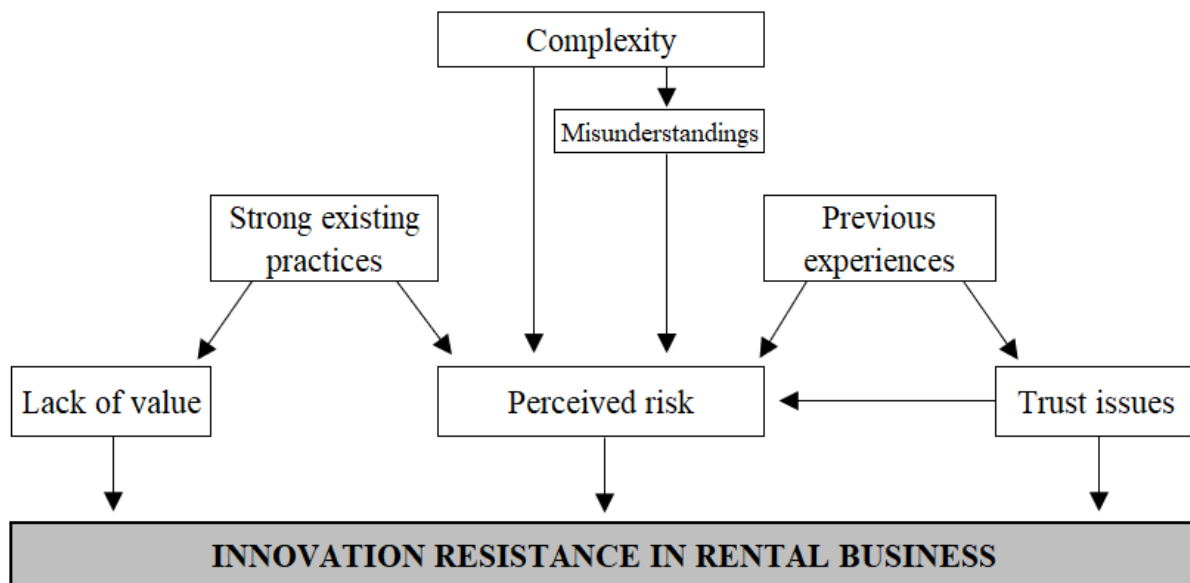 Complexity
Misunderstandings
Strong existing
practices
Previous
experiences
Lack of value
Perceived risk
Trust issues
INNOVATION RESISTANCE IN RENTAL BUSINESS